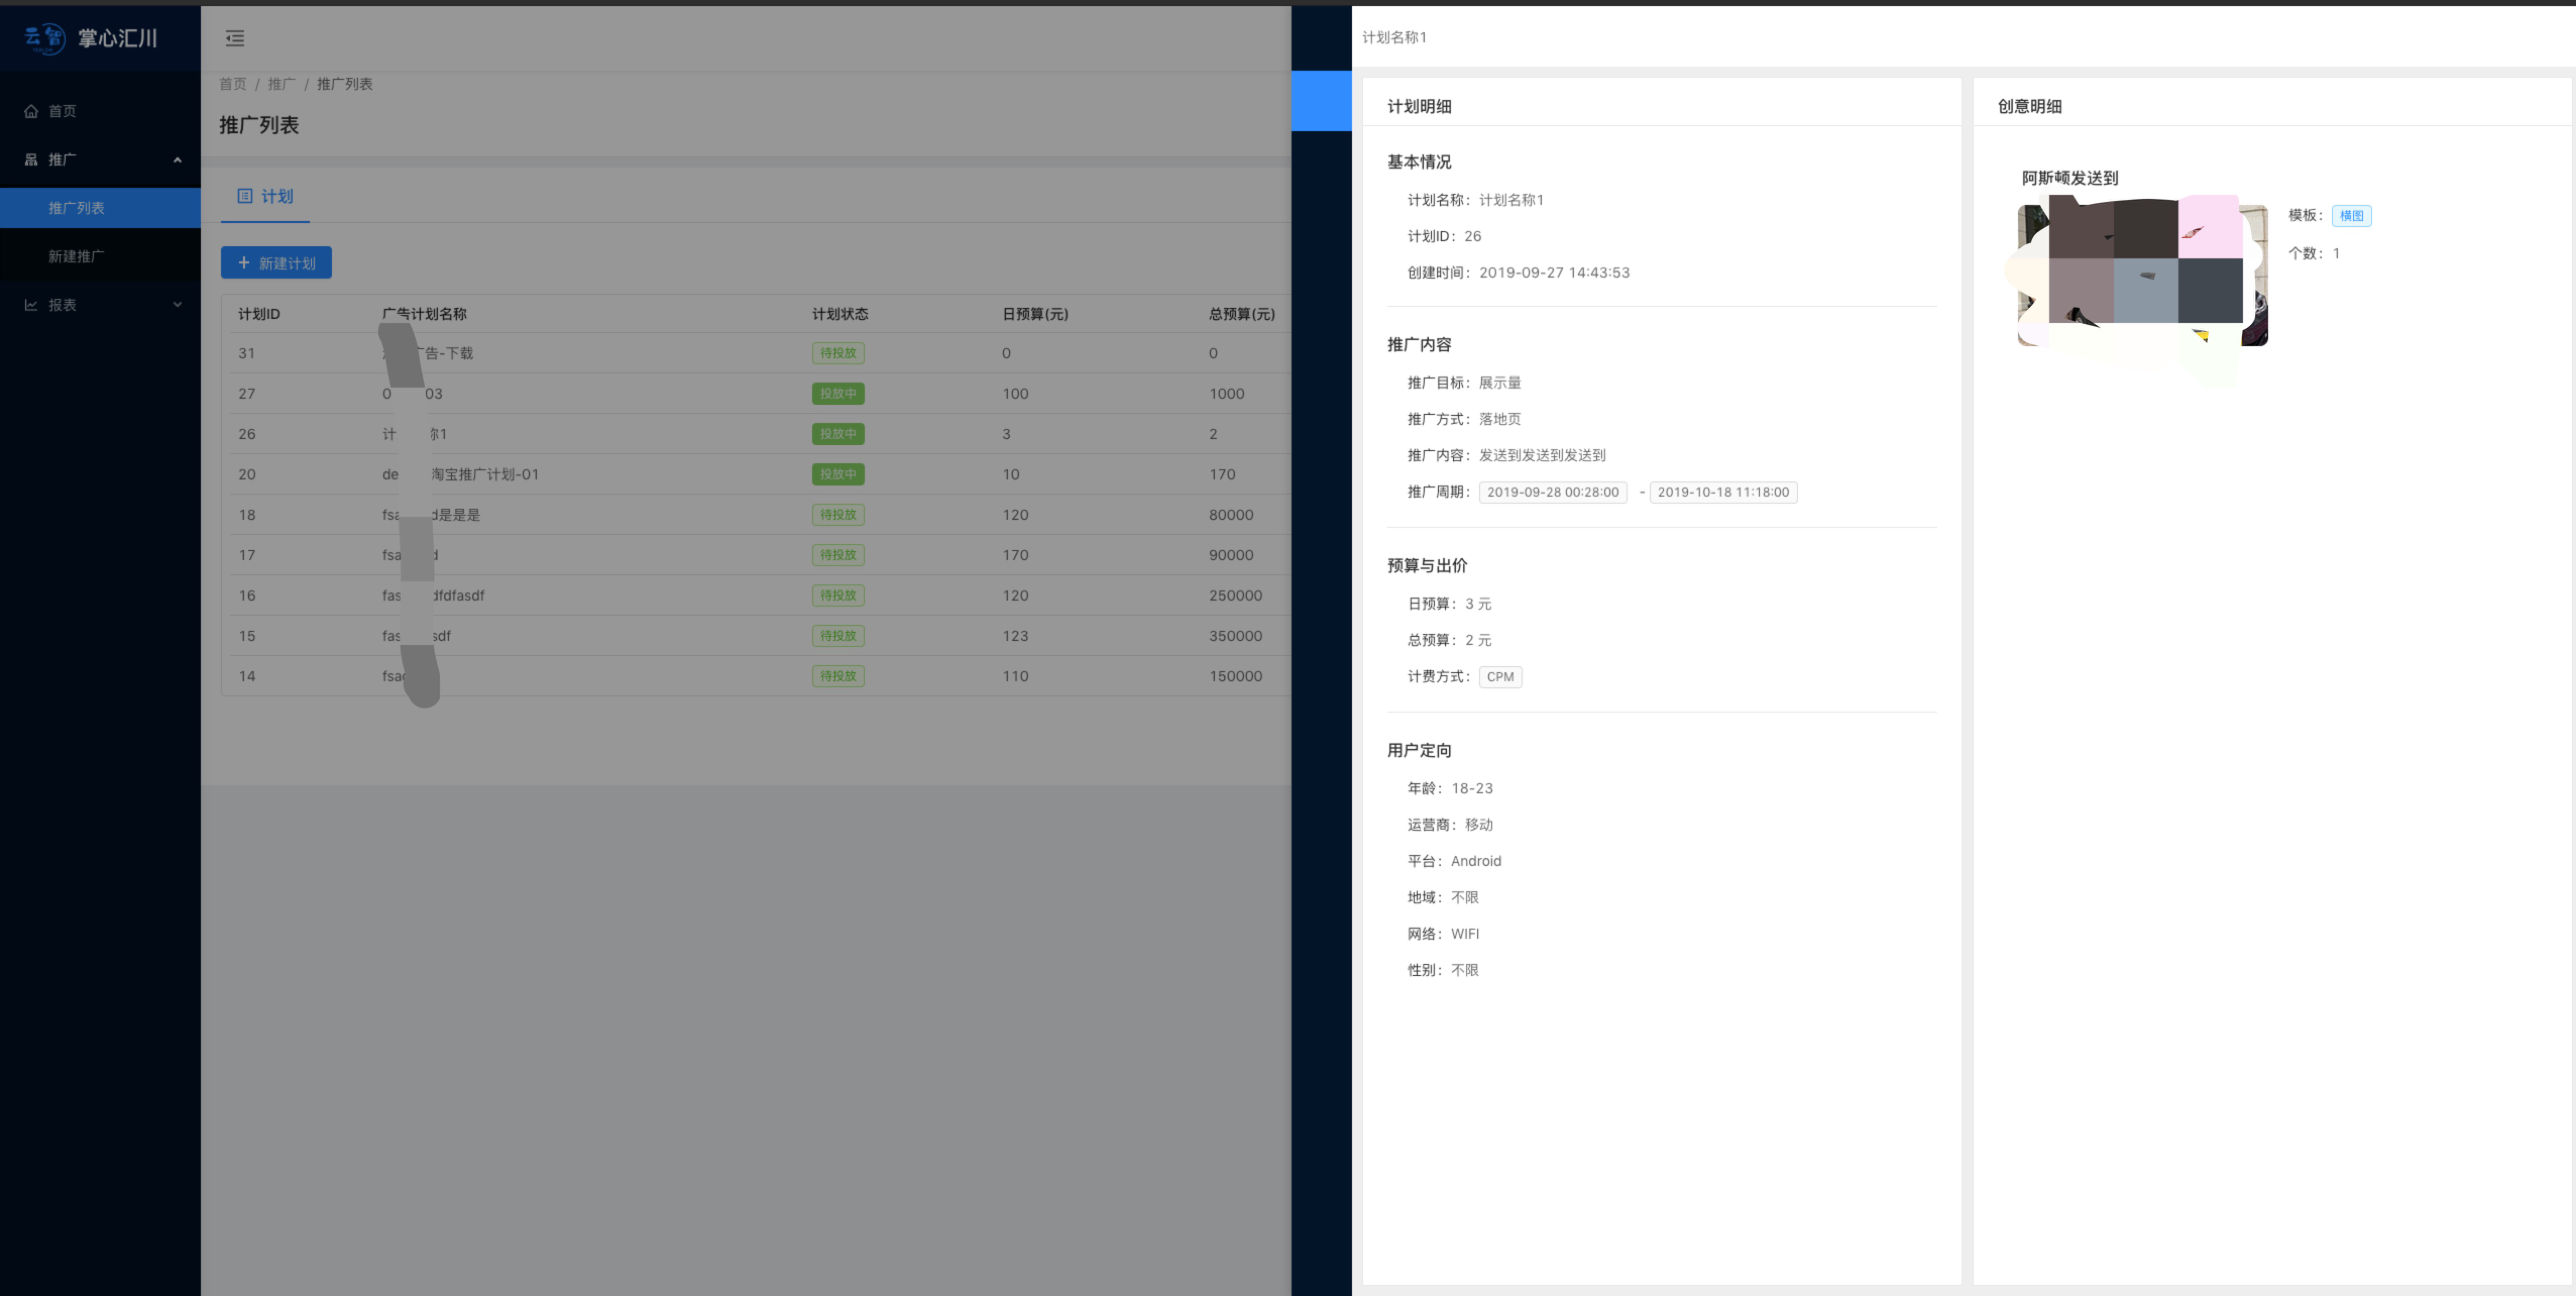 云智 掌心汇川
首页
推广
推广列表
新建推广
报表
首页 / 推广 / 推广列表
推广列表
计划
+ 新建计划
计划ID 广告计划名称 计划状态 日预算(元) 总预算(元)
31 告-下载 待投放 0 0
27 0 03 投放中 100 1000
26 计 称1 投放中 3 2
20 de 淘宝推广计划-01 投放中 10 170
18 fsa d是是是 待投放 120 80000
17 fsa d 待投放 170 90000
16 fas dfdfasdf 待投放 120 250000
15 fas sdf 待投放 123 350000
14 fsa 待投放 110 150000
计划名称1
计划明细
基本情况
计划名称：计划名称1
计划ID：26
创建时间：2019-09-27 14:43:53
推广内容
推广目标：展示量
推广方式：落地页
推广内容：发送到发送到发送到
推广周期：2019-09-28 00:28:00 - 2019-10-18 11:18:00
预算与出价
日预算：3 元
总预算：2 元
计费方式：CPM
用户定向
年龄：18-23
运营商：移动
平台：Android
地域：不限
网络：WIFI
性别：不限
创意明细
阿斯顿发送到
模板：横图
个数：1